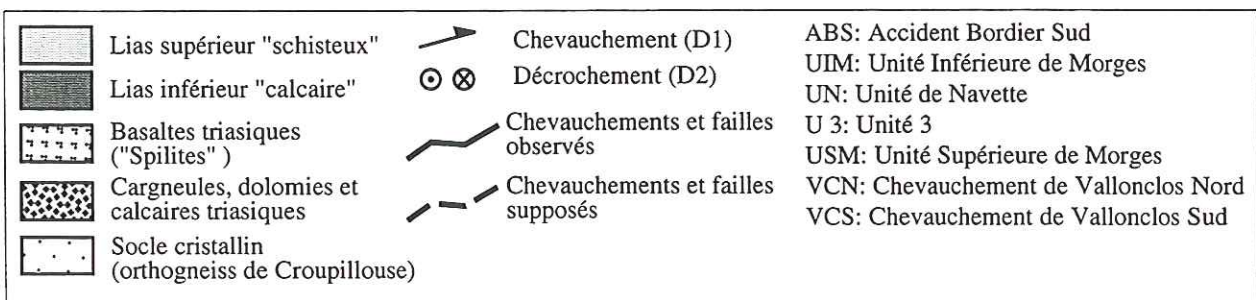 Lias supérieur "schisteux"
Lias inférieur "calcaire"
Basaltes triasiques
("Spilites" )
Cargneules, dolomies et
calcaires triasiques
Socle cristallin
(orthogneiss de Croupillouse)
Chevauchement (D1)
Décrochement (D2)
Chevauchements et failles
observés
Chevauchements et failles
supposés
ABS: Accident Bordier Sud
UIM: Unité Inférieure de Morges
UN: Unité de Navette
U 3: Unité 3
USM: Unité Supérieure de Morges
VCN: Chevauchement de Vallonclos Nord
VCS: Chevauchement de Vallonclos Sud